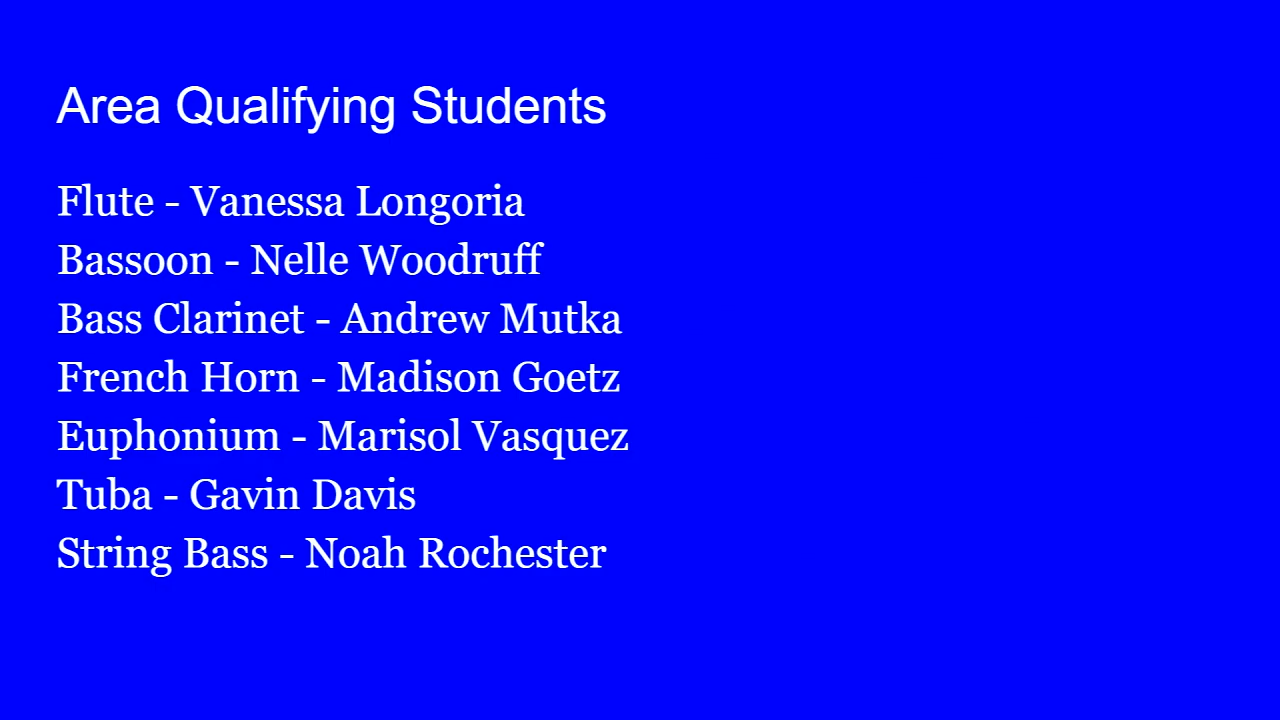 Area Qualifying Students
Flute - Vanessa Longoria
Bassoon - Nelle Woodruff
Bass Clarinet - Andrew Mutka
French Horn - Madison Goetz
Euphonium - Marisol Vasquez
Tuba - Gavin Davis
String Bass - Noah Rochester